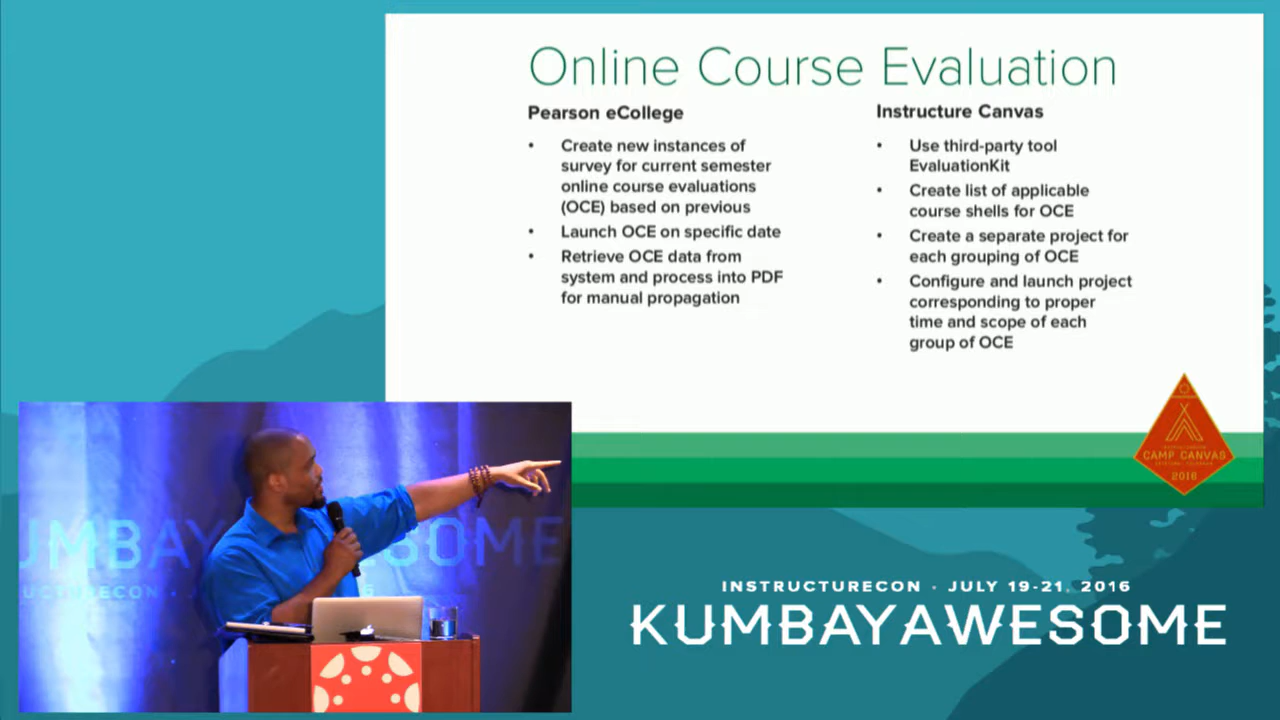 Online Course Evaluation
Pearson eCollege
• Create new instances of
survey for current semester
online course evaluations
(OCE) based on previous
• Launch OCE on specific date
• Retrieve OCE data from
system and process into PDF
for manual propagation
Instructure Canvas
• Use third-party tool
EvaluationKit
• Create list of applicable
course shells for OCE
• Create a separate project for
each grouping of OCE
• Configure and launch project
corresponding to proper
time and scope of each
group of OCE
CAMP CANVAS
2016
UMBAY ESOME
INSTRUCTURECON • JULY 19-21, 2016
KUMBAYAWESOME